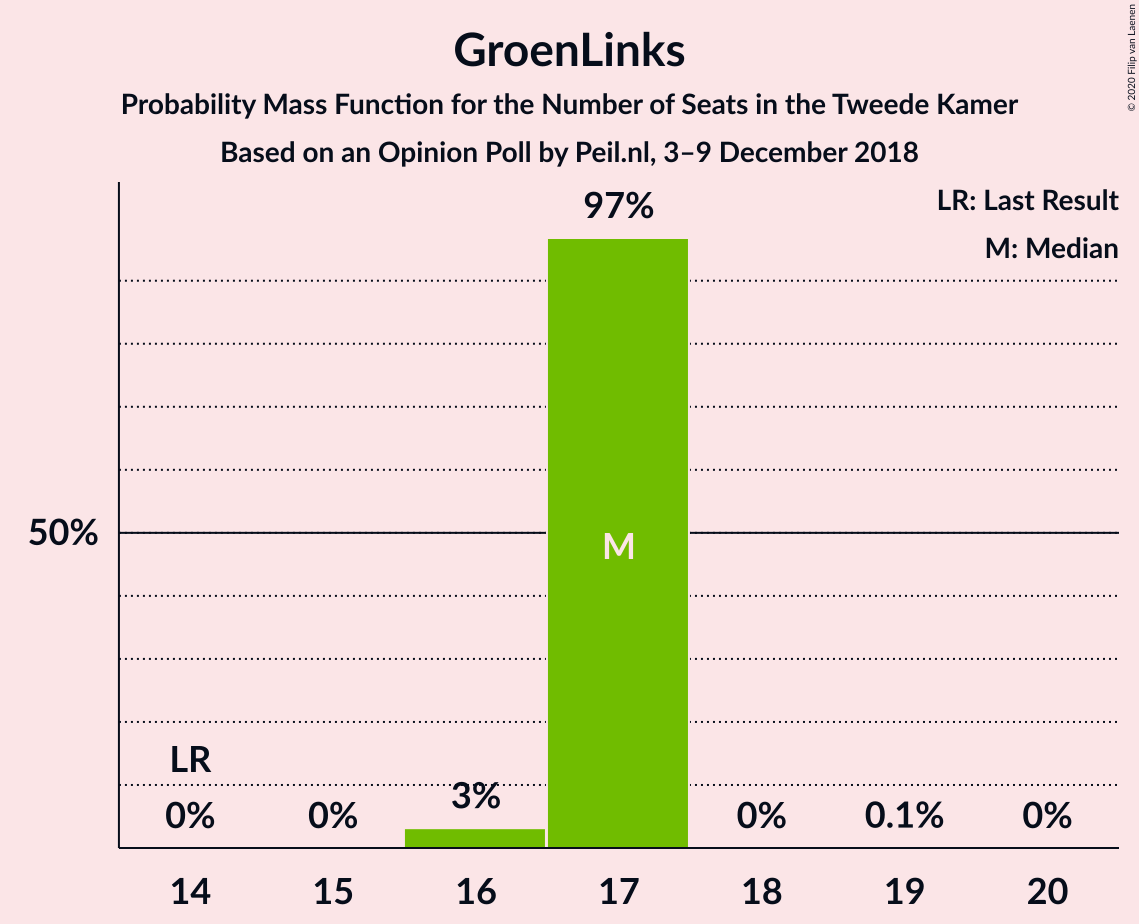 GroenLinks
Probability Mass Function for the Number of Seats in the Tweede Kamer
Based on an Opinion Poll by Peil.nl, 3–9 December 2018
© 2020 Filip van Laenen
LR: Last Result
M: Median
97%
50%
M
LR
0%
0%
3%
0%
0.1%
0%
14
15
16
17
18
19
20